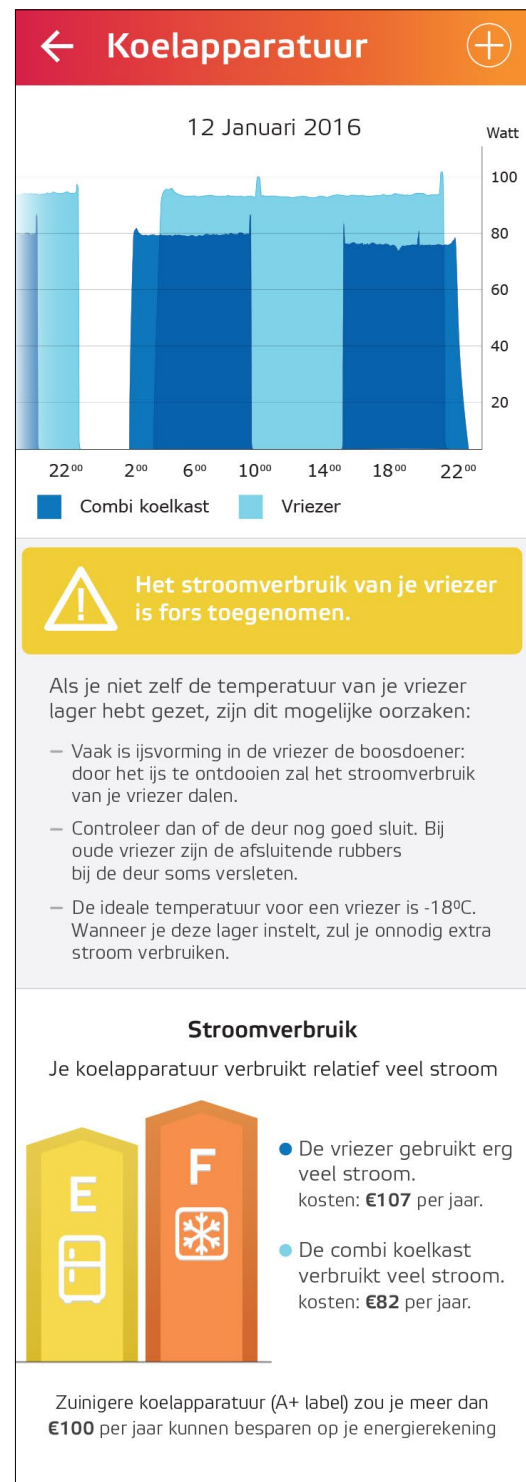 Koelapparatuur
12 Januari 2016
Watt
100
80
60
40
20
22⁰⁰ 2⁰⁰ 6⁰⁰ 10⁰⁰ 14⁰⁰ 18⁰⁰ 22⁰⁰
Combi koelkast Vriezer
Het stroomverbruik van je vriezer
is fors toegenomen.
Als je niet zelf de temperatuur van je vriezer
lager hebt gezet, zijn dit mogelijke oorzaken:
– Vaak is ijsvorming in de vriezer de boosdoener:
door het ijs te ontdooien zal het stroomverbruik
van je vriezer dalen.
– Controleer dan of de deur nog goed sluit. Bij
oude vriezer zijn de afsluitende rubbers
bij de deur soms versleten.
– De ideale temperatuur voor een vriezer is -18ºC.
Wanneer je deze lager instelt, zul je onnodig extra
stroom verbruiken.
Stroomverbruik
Je koelapparatuur verbruikt relatief veel stroom
E
F
De vriezer gebruikt erg
veel stroom.
kosten: €107 per jaar.
De combi koelkast
verbruikt veel stroom.
kosten: €82 per jaar.
Zuinigere koelapparatuur (A+ label) zou je meer dan
€100 per jaar kunnen besparen op je energierekening